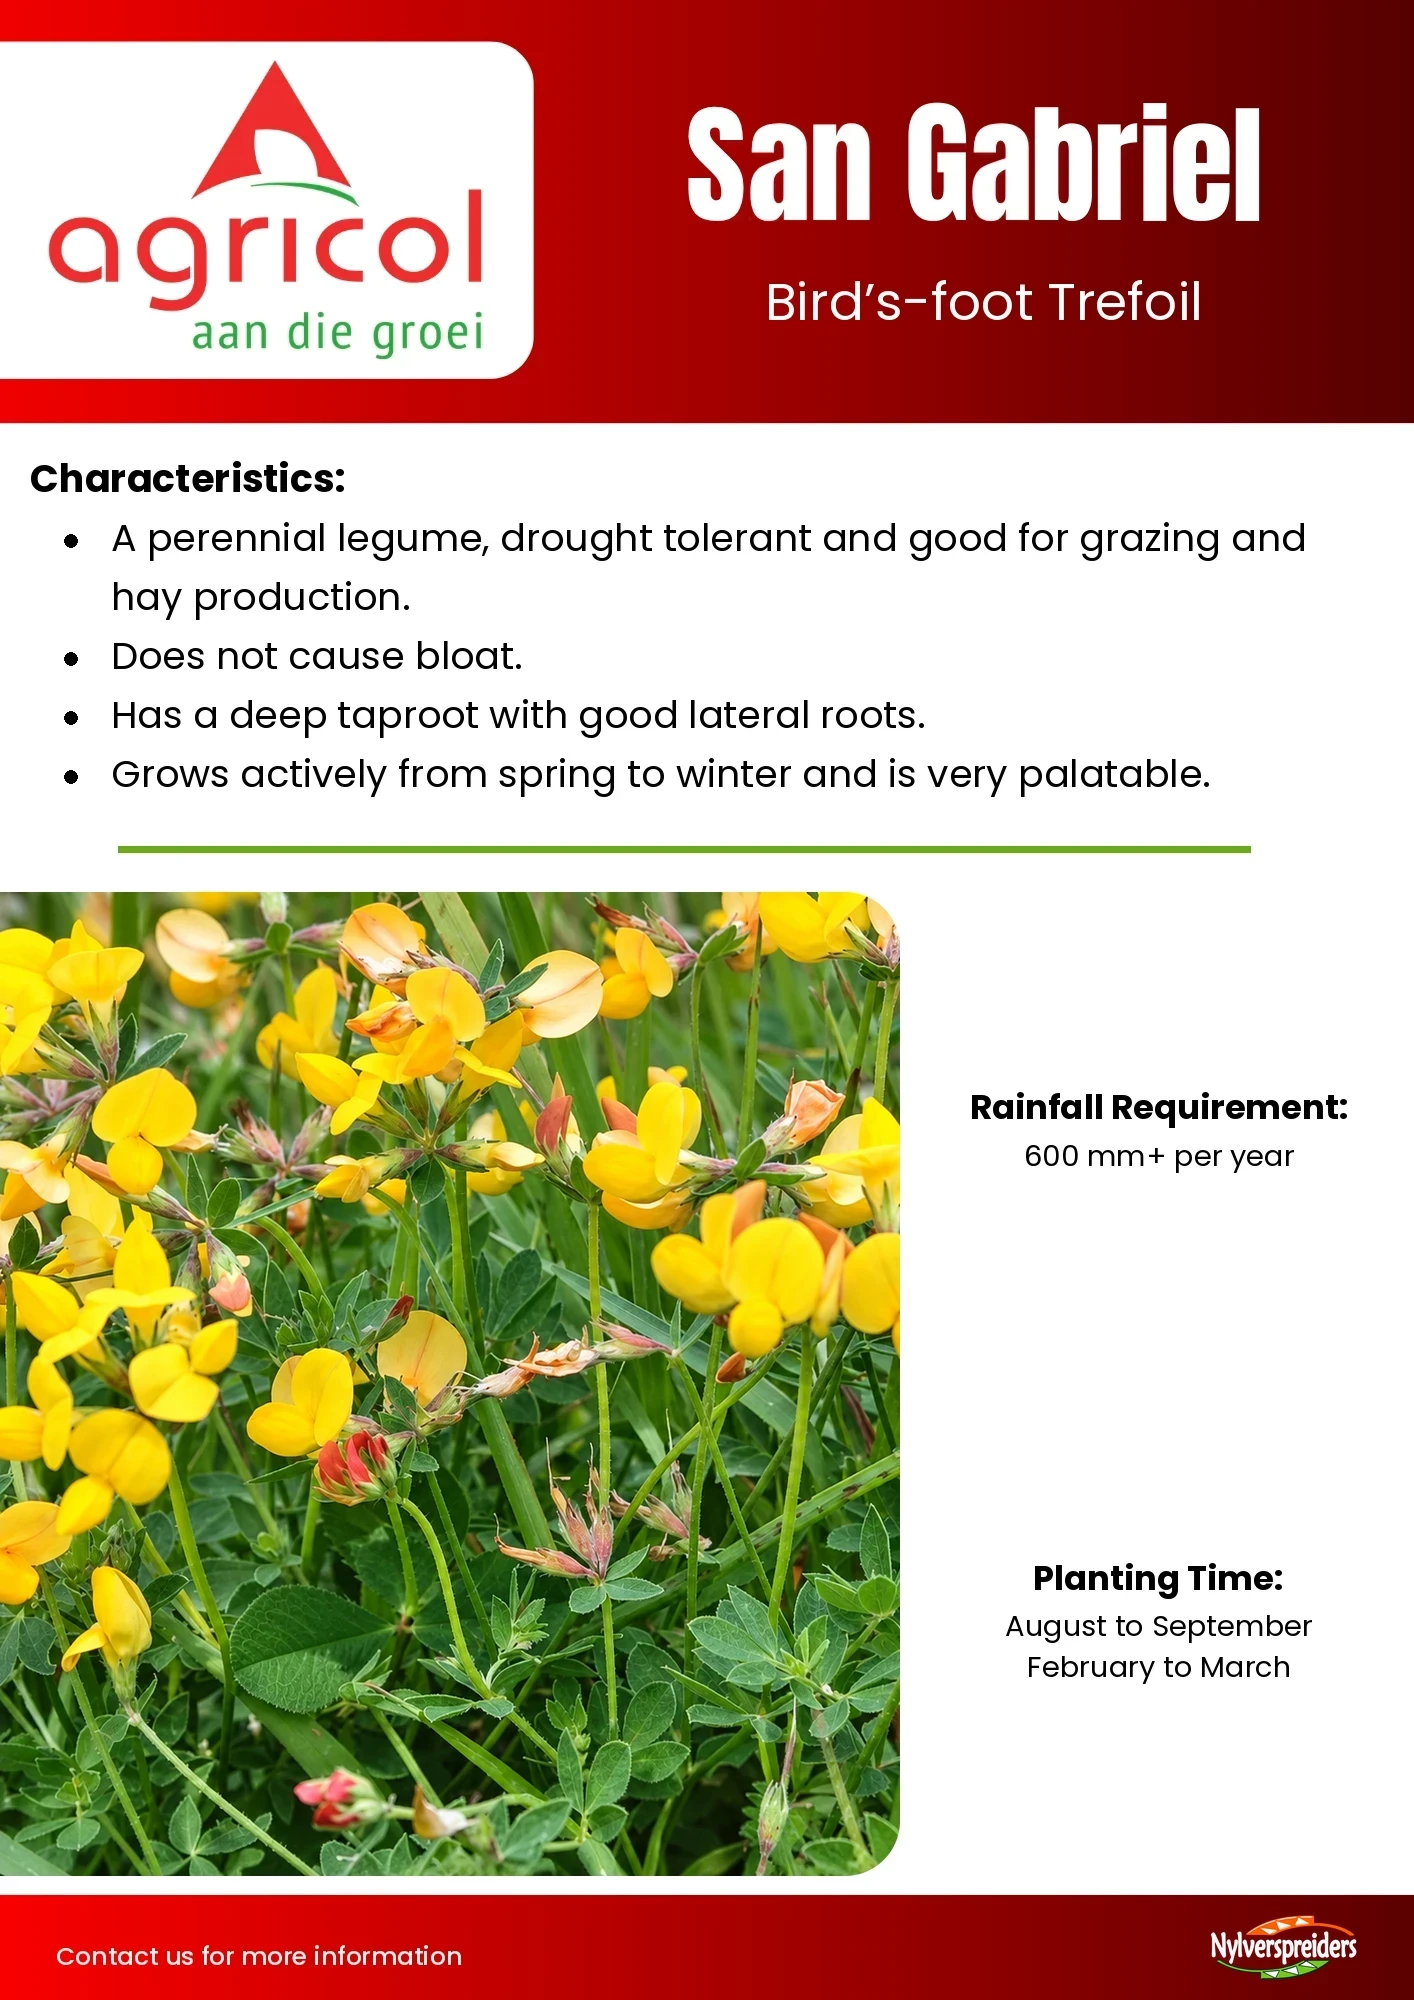 agricol
aan die groei
San Gabriel
Bird’s-foot Trefoil
Characteristics:
• A perennial legume, drought tolerant and good for grazing and
hay production.
• Does not cause bloat.
• Has a deep taproot with good lateral roots.
• Grows actively from spring to winter and is very palatable.
Rainfall Requirement:
600 mm+ per year
Planting Time:
August to September
February to March
Contact us for more information
Nylverspreiders